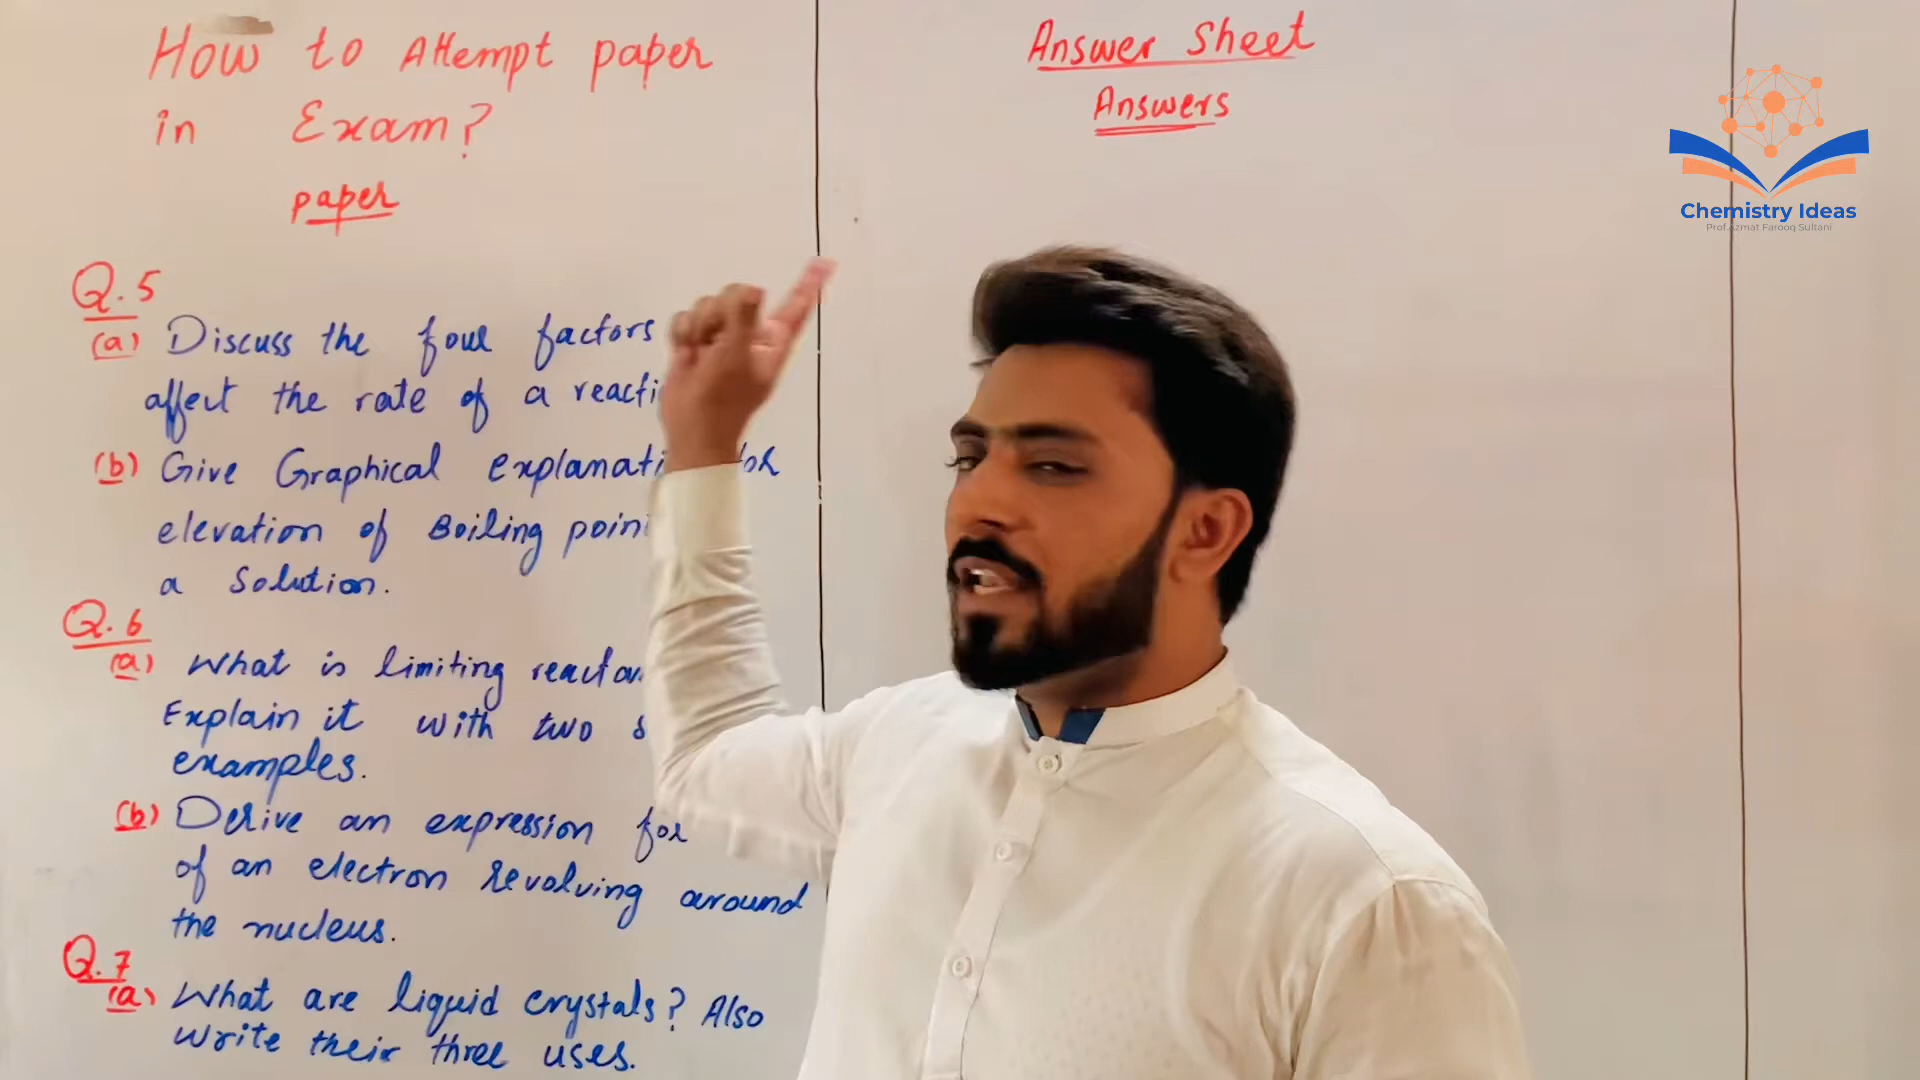 How to Attempt paper
in Exam?
paper
Q.5
(a) Discuss the four factors
affect the rate of a reacti
(b) Give Graphical explanati
elevation of Boiling poin
a solution.
Q.6
(a) What is limiting reactan
Explain it with two s
examples.
(b) Derive an expression for
of an electron revolving around
the nucleus.
Q.7
(a) What are liquid crystals? Also
write their three uses.
Answer Sheet
Answers
Chemistry Ideas
Prof.Azmat Farooq Sultani